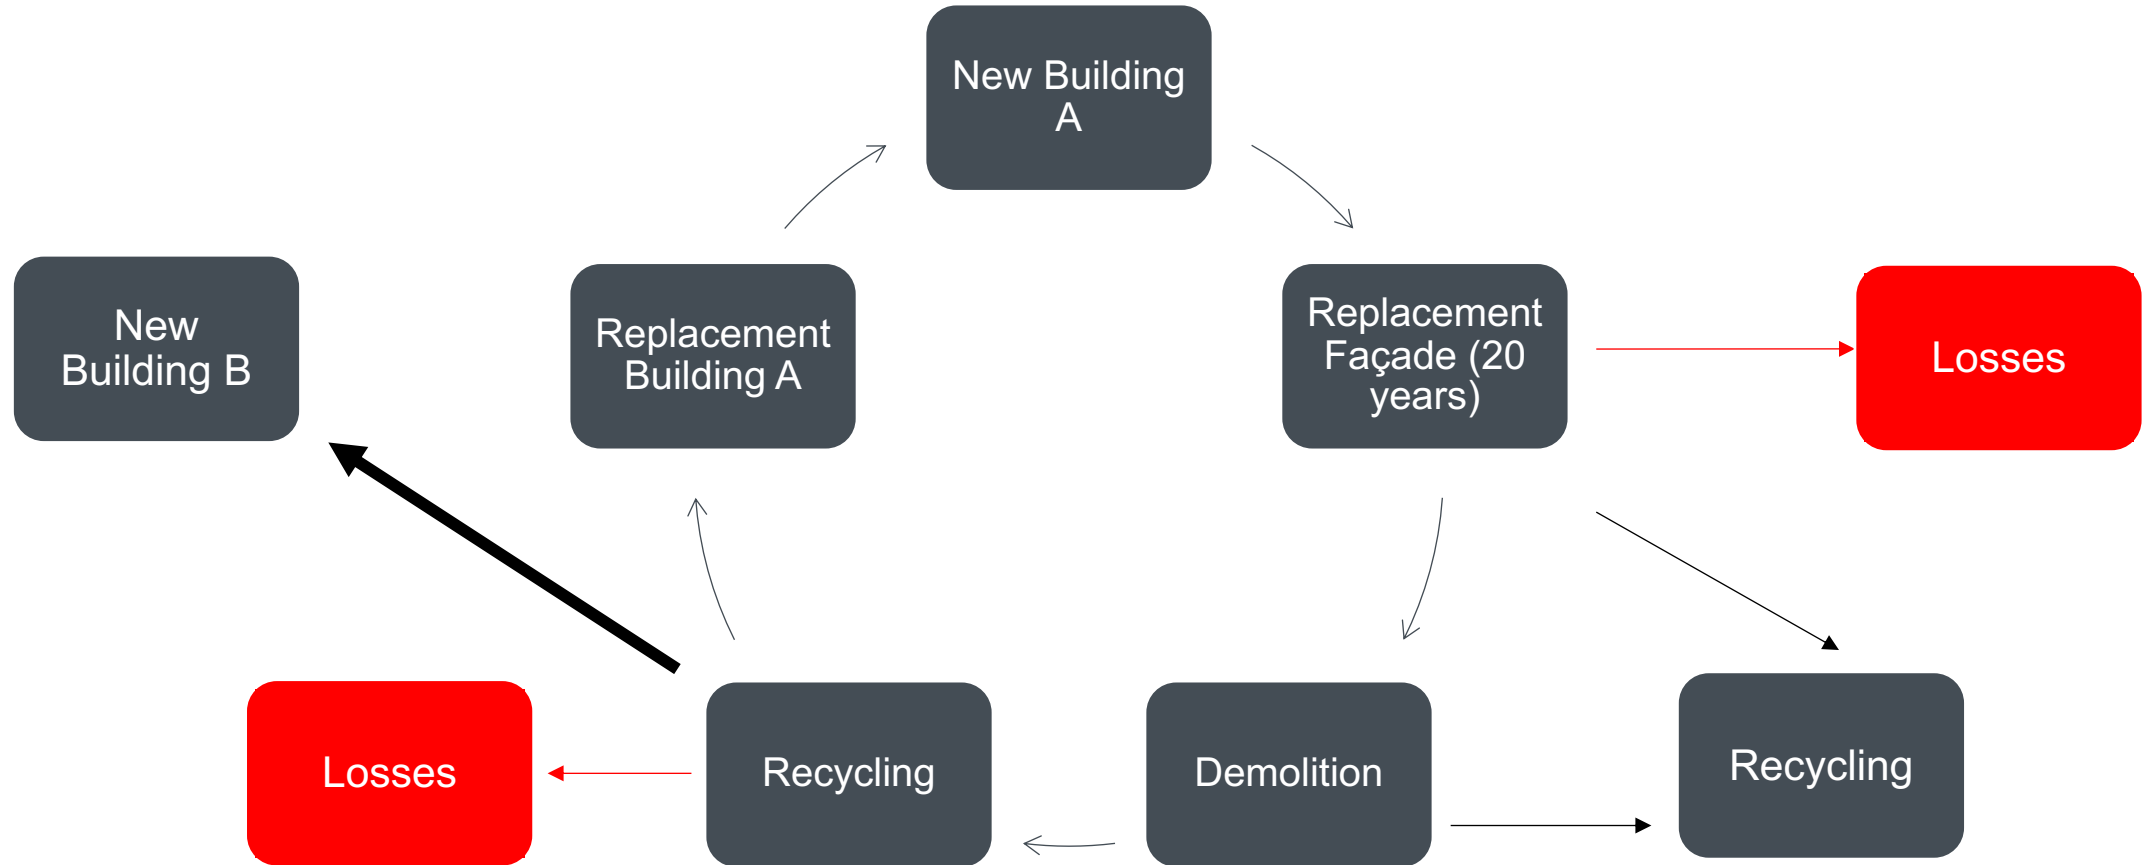 New Building
A
New
Building B
Replacement
Building A
Replacement
Façade (20
years)
Losses
Losses
Recycling
Demolition
Recycling